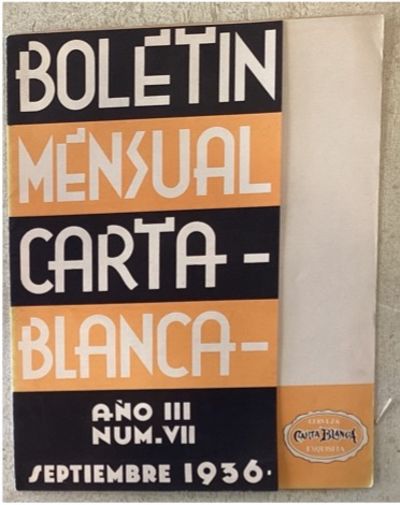 BOLÉTIN
MÉNSUAL
CARTA-
BLANCA-
AÑO III
NUM.VII
SEPTIEMBRE 1936.
CERVEZA
CARTA BLANCA
EXQUISITA